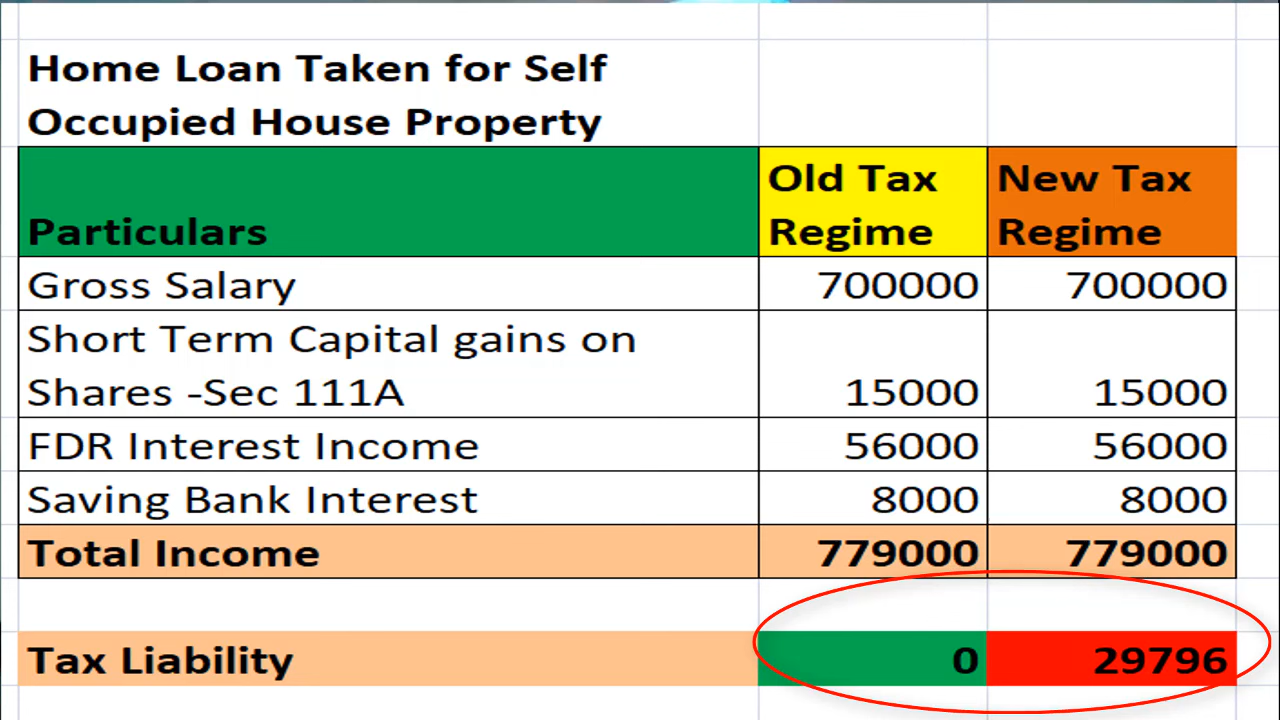 Home Loan Taken for Self
Occupied House Property
Particulars Old Tax Regime New Tax Regime
Gross Salary 700000 700000
Short Term Capital gains on
Shares -Sec 111A 15000 15000
FDR Interest Income 56000 56000
Saving Bank Interest 8000 8000
Total Income 779000 779000
Tax Liability 0 29796